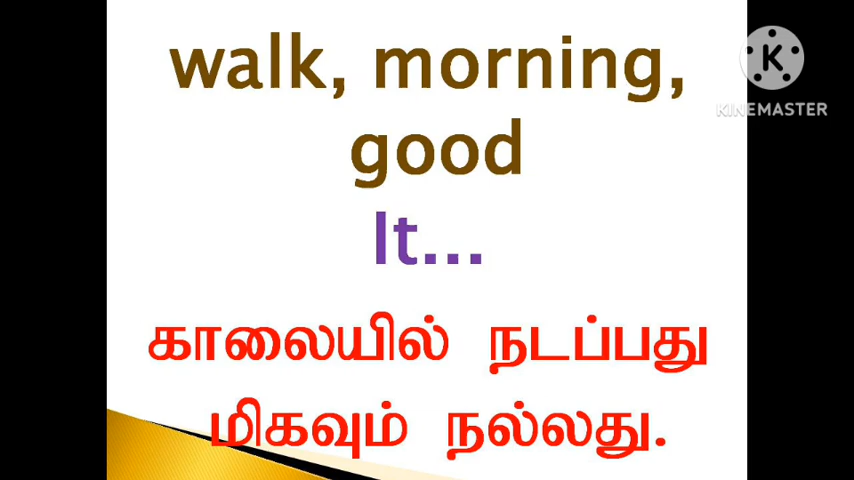 walk, morning,
good
It...
காலையில் நடப்பது
மிகவும் நல்லது.
K
KINEMASTER